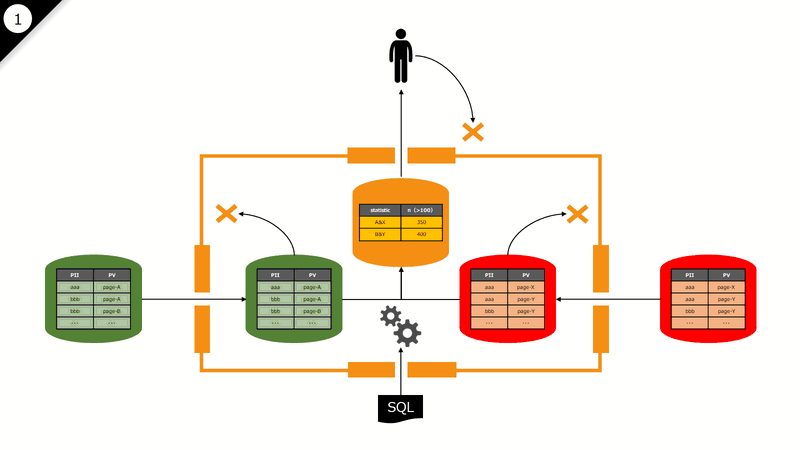 1
statistic n (>100)
A&X 350
B&Y 400
PII PV
aaa page-A
bbb page-A
bbb page-B
... ...
PII PV
aaa page-A
bbb page-A
bbb page-B
... ...
PII PV
aaa page-X
aaa page-Y
bbb page-Y
... ...
PII PV
aaa page-X
aaa page-Y
bbb page-Y
... ...
SQL